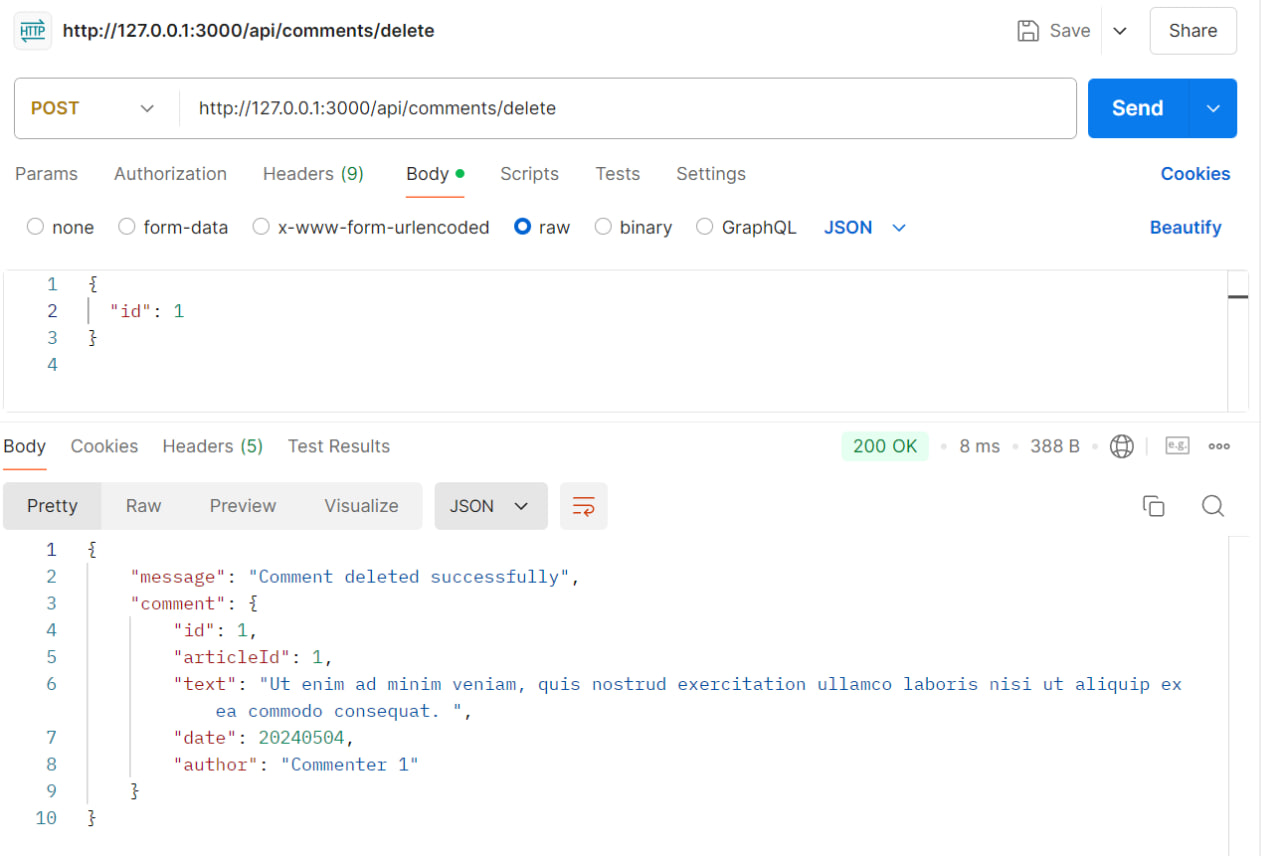 HTTP http://127.0.0.1:3000/api/comments/delete Save Share
POST http://127.0.0.1:3000/api/comments/delete Send
Params Authorization Headers (9) Body Scripts Tests Settings Cookies
none form-data x-www-form-urlencoded raw binary GraphQL JSON Beautify
1 {
2 "id": 1
3 }
4
Body Cookies Headers (5) Test Results 200 OK 8 ms 388 B e.g.
Pretty Raw Preview Visualize JSON
1 {
2 "message": "Comment deleted successfully",
3 "comment": {
4 "id": 1,
5 "articleId": 1,
6 "text": "Ut enim ad minim veniam, quis nostrud exercitation ullamco laboris nisi ut aliquip ex
ea commodo consequat. ",
7 "date": 20240504,
8 "author": "Commenter 1"
9 }
10 }